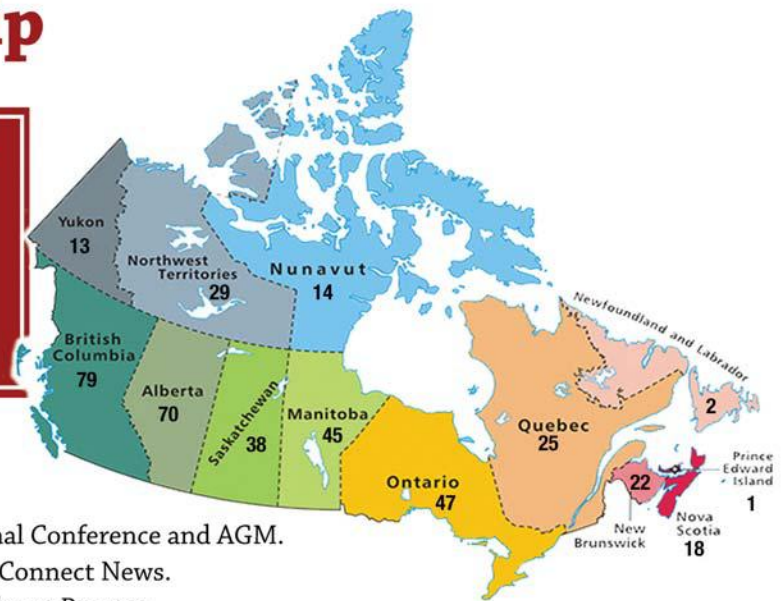 Yukon
13
Northwest
Territories
29
Nunavut
14
British
Columbia
79
Alberta
70
Saskatchewan
38
Manitoba
45
Ontario
47
Quebec
25
Newfoundland and Labrador
2
Prince
Edward
Island
1
22
New
Brunswick
Nova
Scotia
18
nal Conference and AGM.
Connect News.